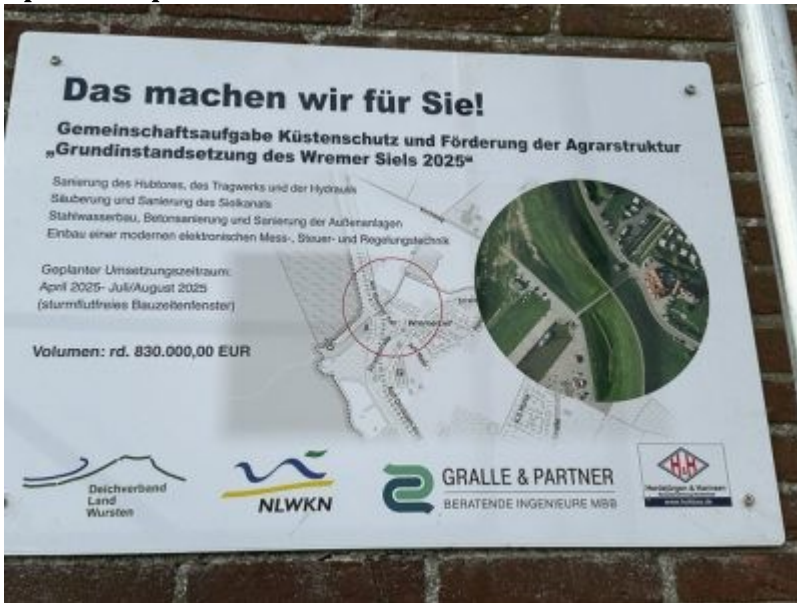 Das machen wir für Sie!
Gemeinschaftsaufgabe Küstenschutz und Förderung der Agrarstruktur
„Grundinstandsetzung des Wremer Siels 2025“
Sanierung des Hubtores, des Tragwerks und der Hydraulik
Säuberung und Sanierung des Sielkanals
Stahlwasserbau, Betonsanierung und Sanierung der Außenanlagen
Einbau einer modernen elektronischen Mess-, Steuer- und Regelungstechnik
Geplanter Umsetzungszeitraum:
April 2025- Juli/August 2025
(sturmflutfreies Bauzeitenfenster)
Volumen: rd. 830.000,00 EUR
Deichverband
Land
Wursten
NLWKN
GRALLE & PARTNER
BERATENDE INGENIEURE MBB
H&H